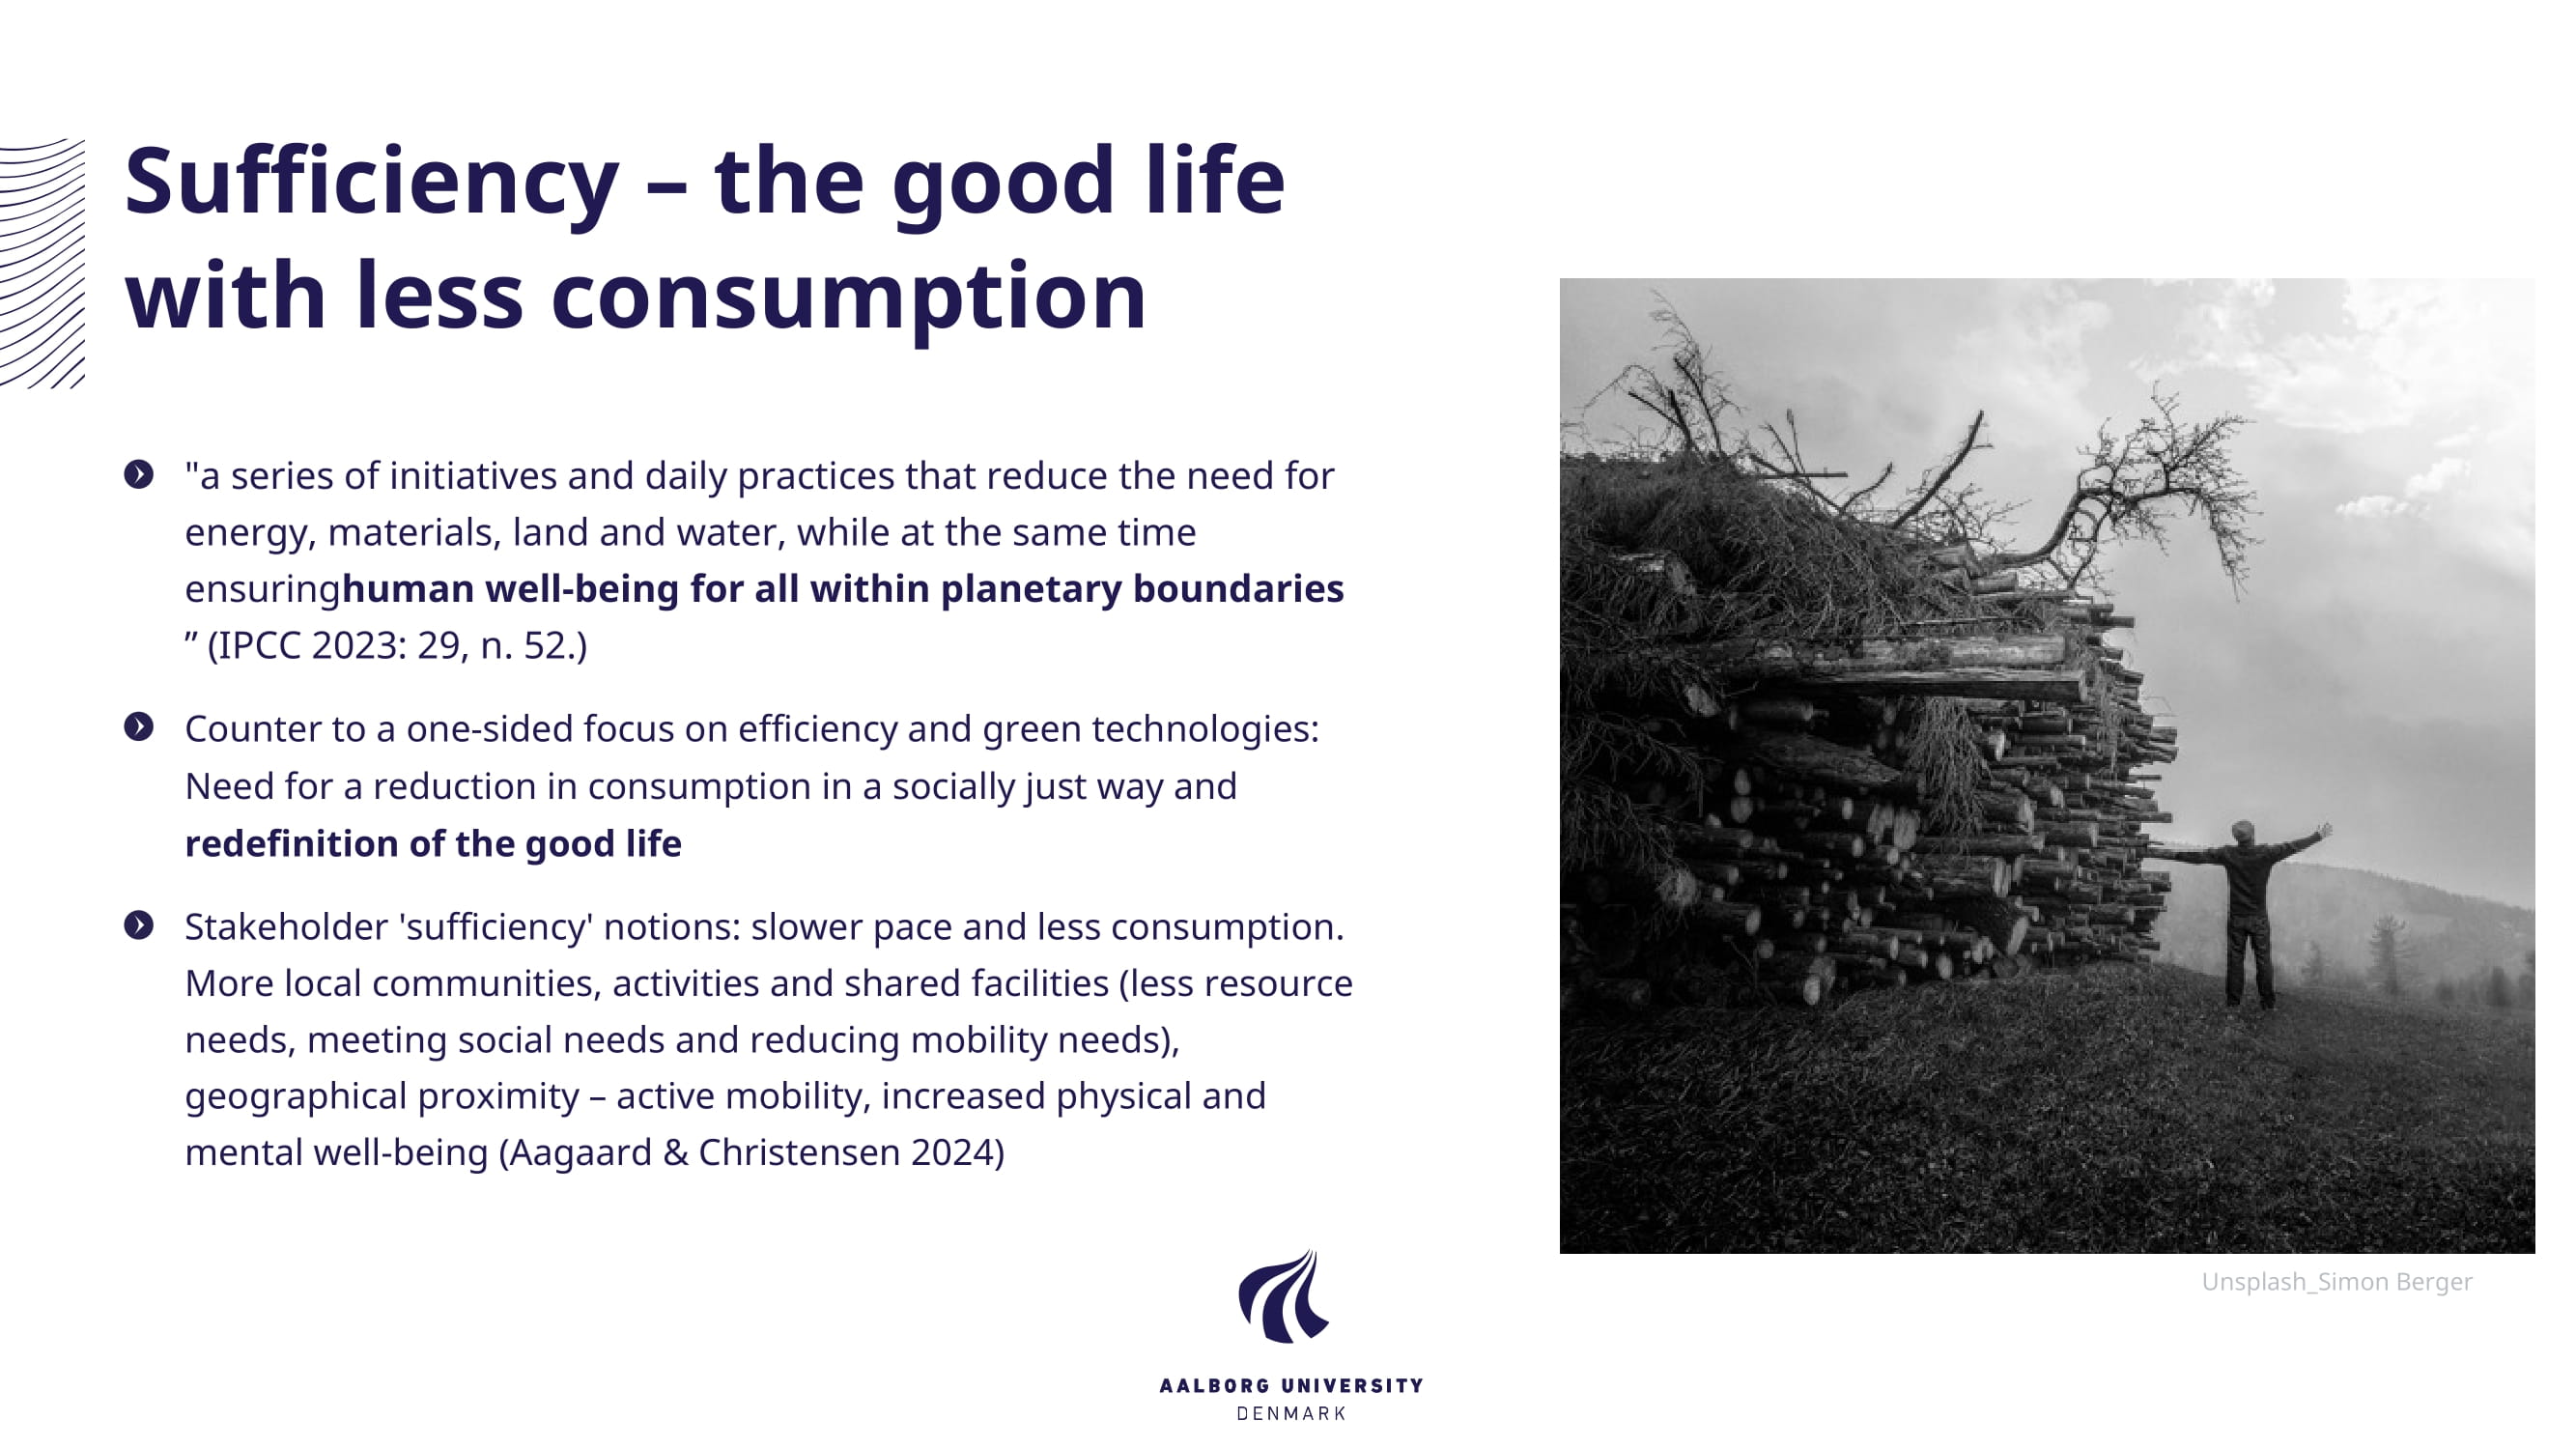 Sufficiency – the good life
with less consumption
"a series of initiatives and daily practices that reduce the need for
energy, materials, land and water, while at the same time
ensuringhuman well-being for all within planetary boundaries
” (IPCC 2023: 29, n. 52.)
Counter to a one-sided focus on efficiency and green technologies:
Need for a reduction in consumption in a socially just way and
redefinition of the good life
Stakeholder 'sufficiency' notions: slower pace and less consumption.
More local communities, activities and shared facilities (less resource
needs, meeting social needs and reducing mobility needs),
geographical proximity – active mobility, increased physical and
mental well-being (Aagaard & Christensen 2024)
Unsplash_Simon Berger
AALBORG UNIVERSITY
DENMARK